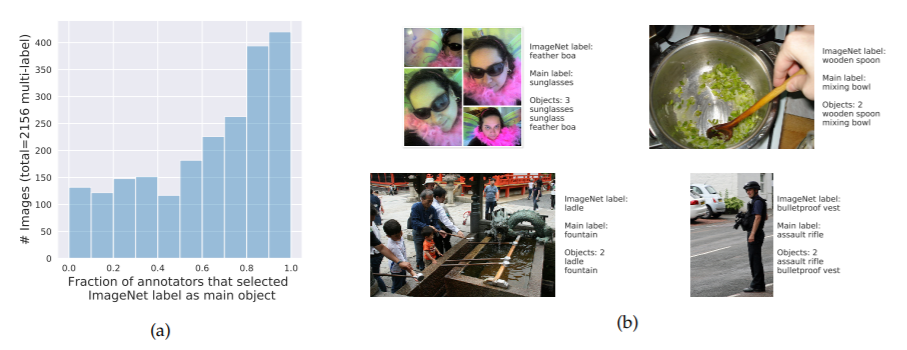 # Images (total=2156 multi-label)
400
350
300
250
200
150
100
50
0
0.0 0.2 0.4 0.6 0.8 1.0
Fraction of annotators that selected
ImageNet label as main object
(a)
ImageNet label:
feather boa
Main label:
sunglasses
Objects: 3
sunglasses
sunglass
feather boa
ImageNet label:
wooden spoon
Main label:
mixing bowl
Objects: 2
wooden spoon
mixing bowl
ImageNet label:
ladle
Main label:
fountain
Objects: 2
ladle
fountain
ImageNet label:
bulletproof vest
Main label:
assault rifle
Objects: 2
assault rifle
bulletproof vest
(b)